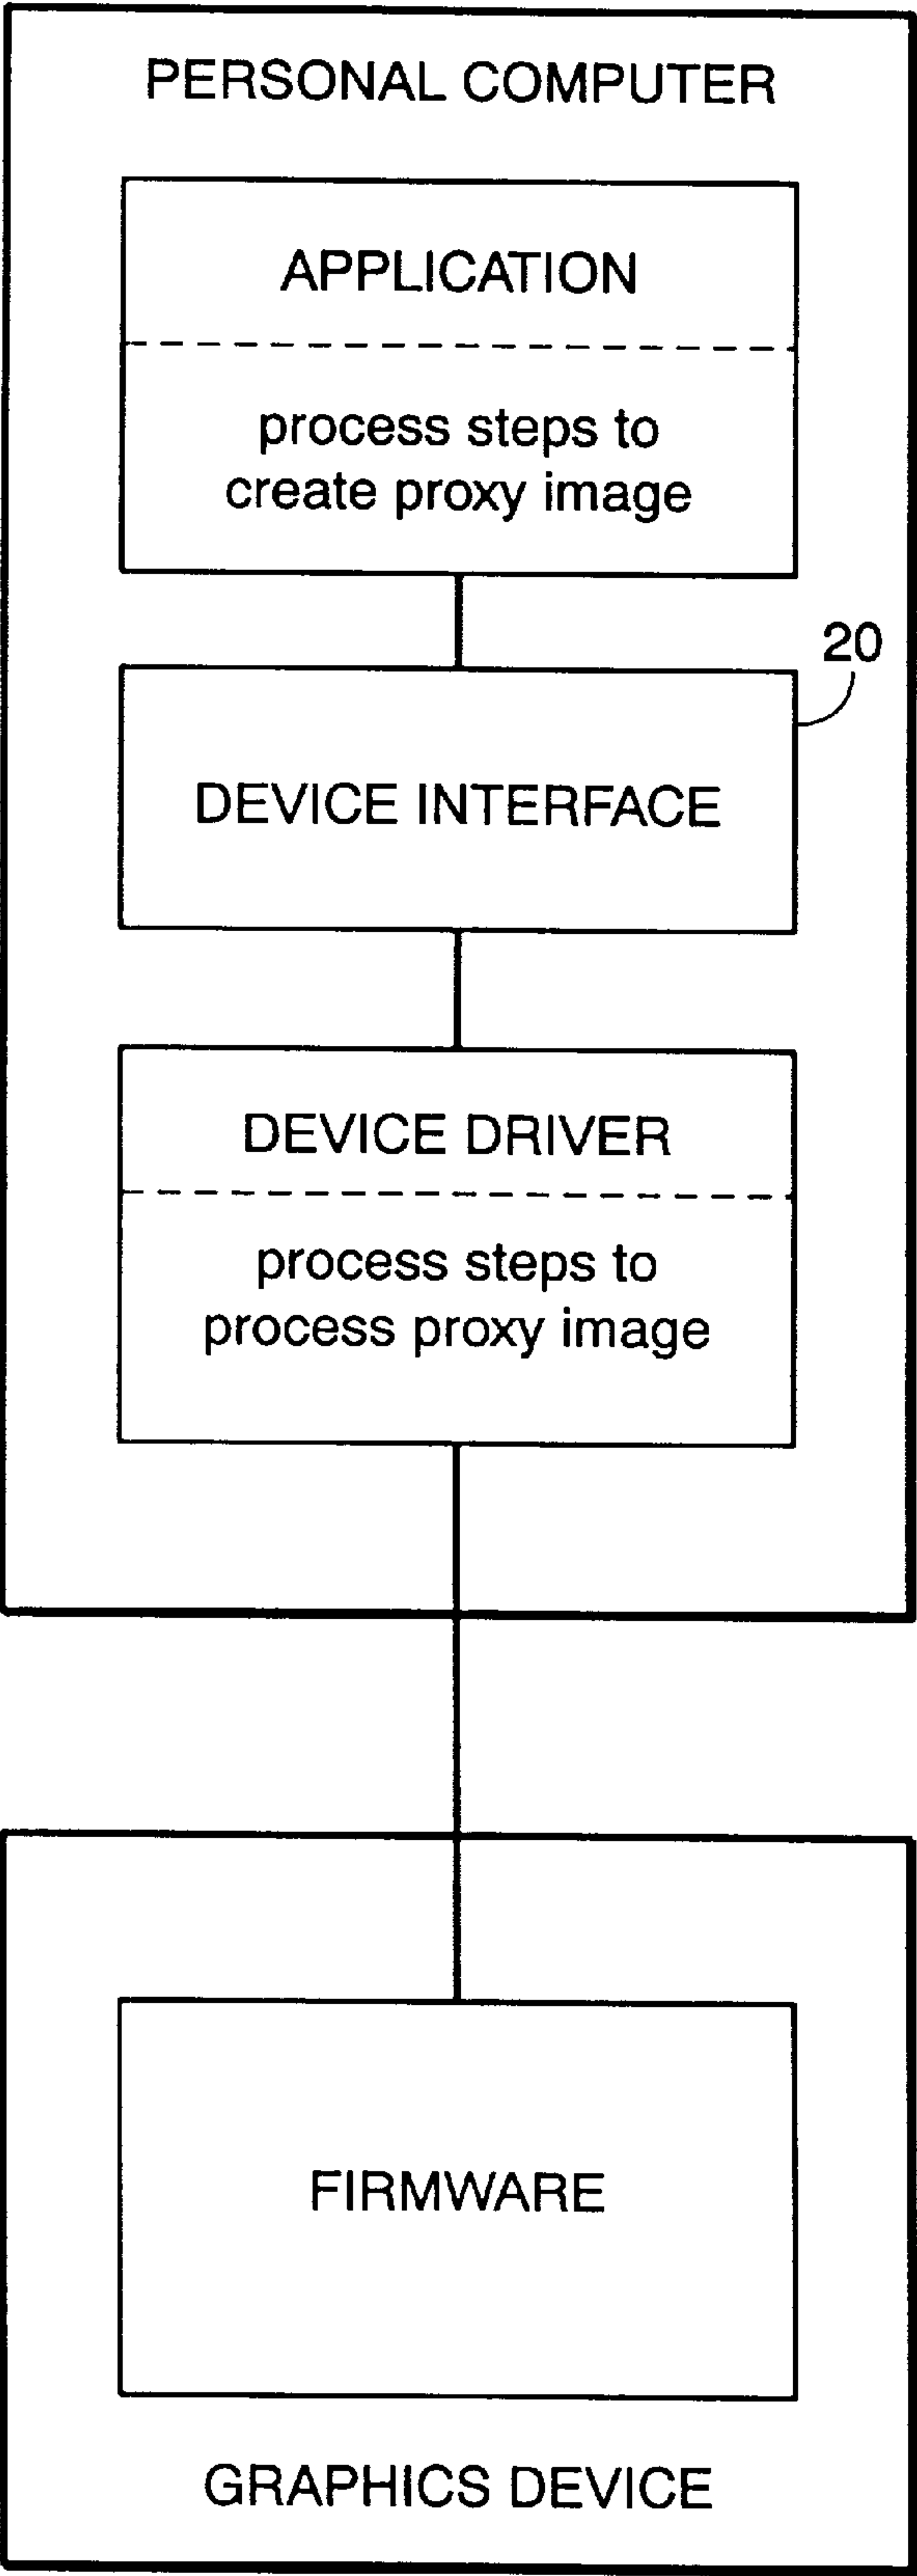 PERSONAL COMPUTER
APPLICATION
process steps to
create proxy image
20
DEVICE INTERFACE
DEVICE DRIVER
process steps to
process proxy image
FIRMWARE
GRAPHICS DEVICE